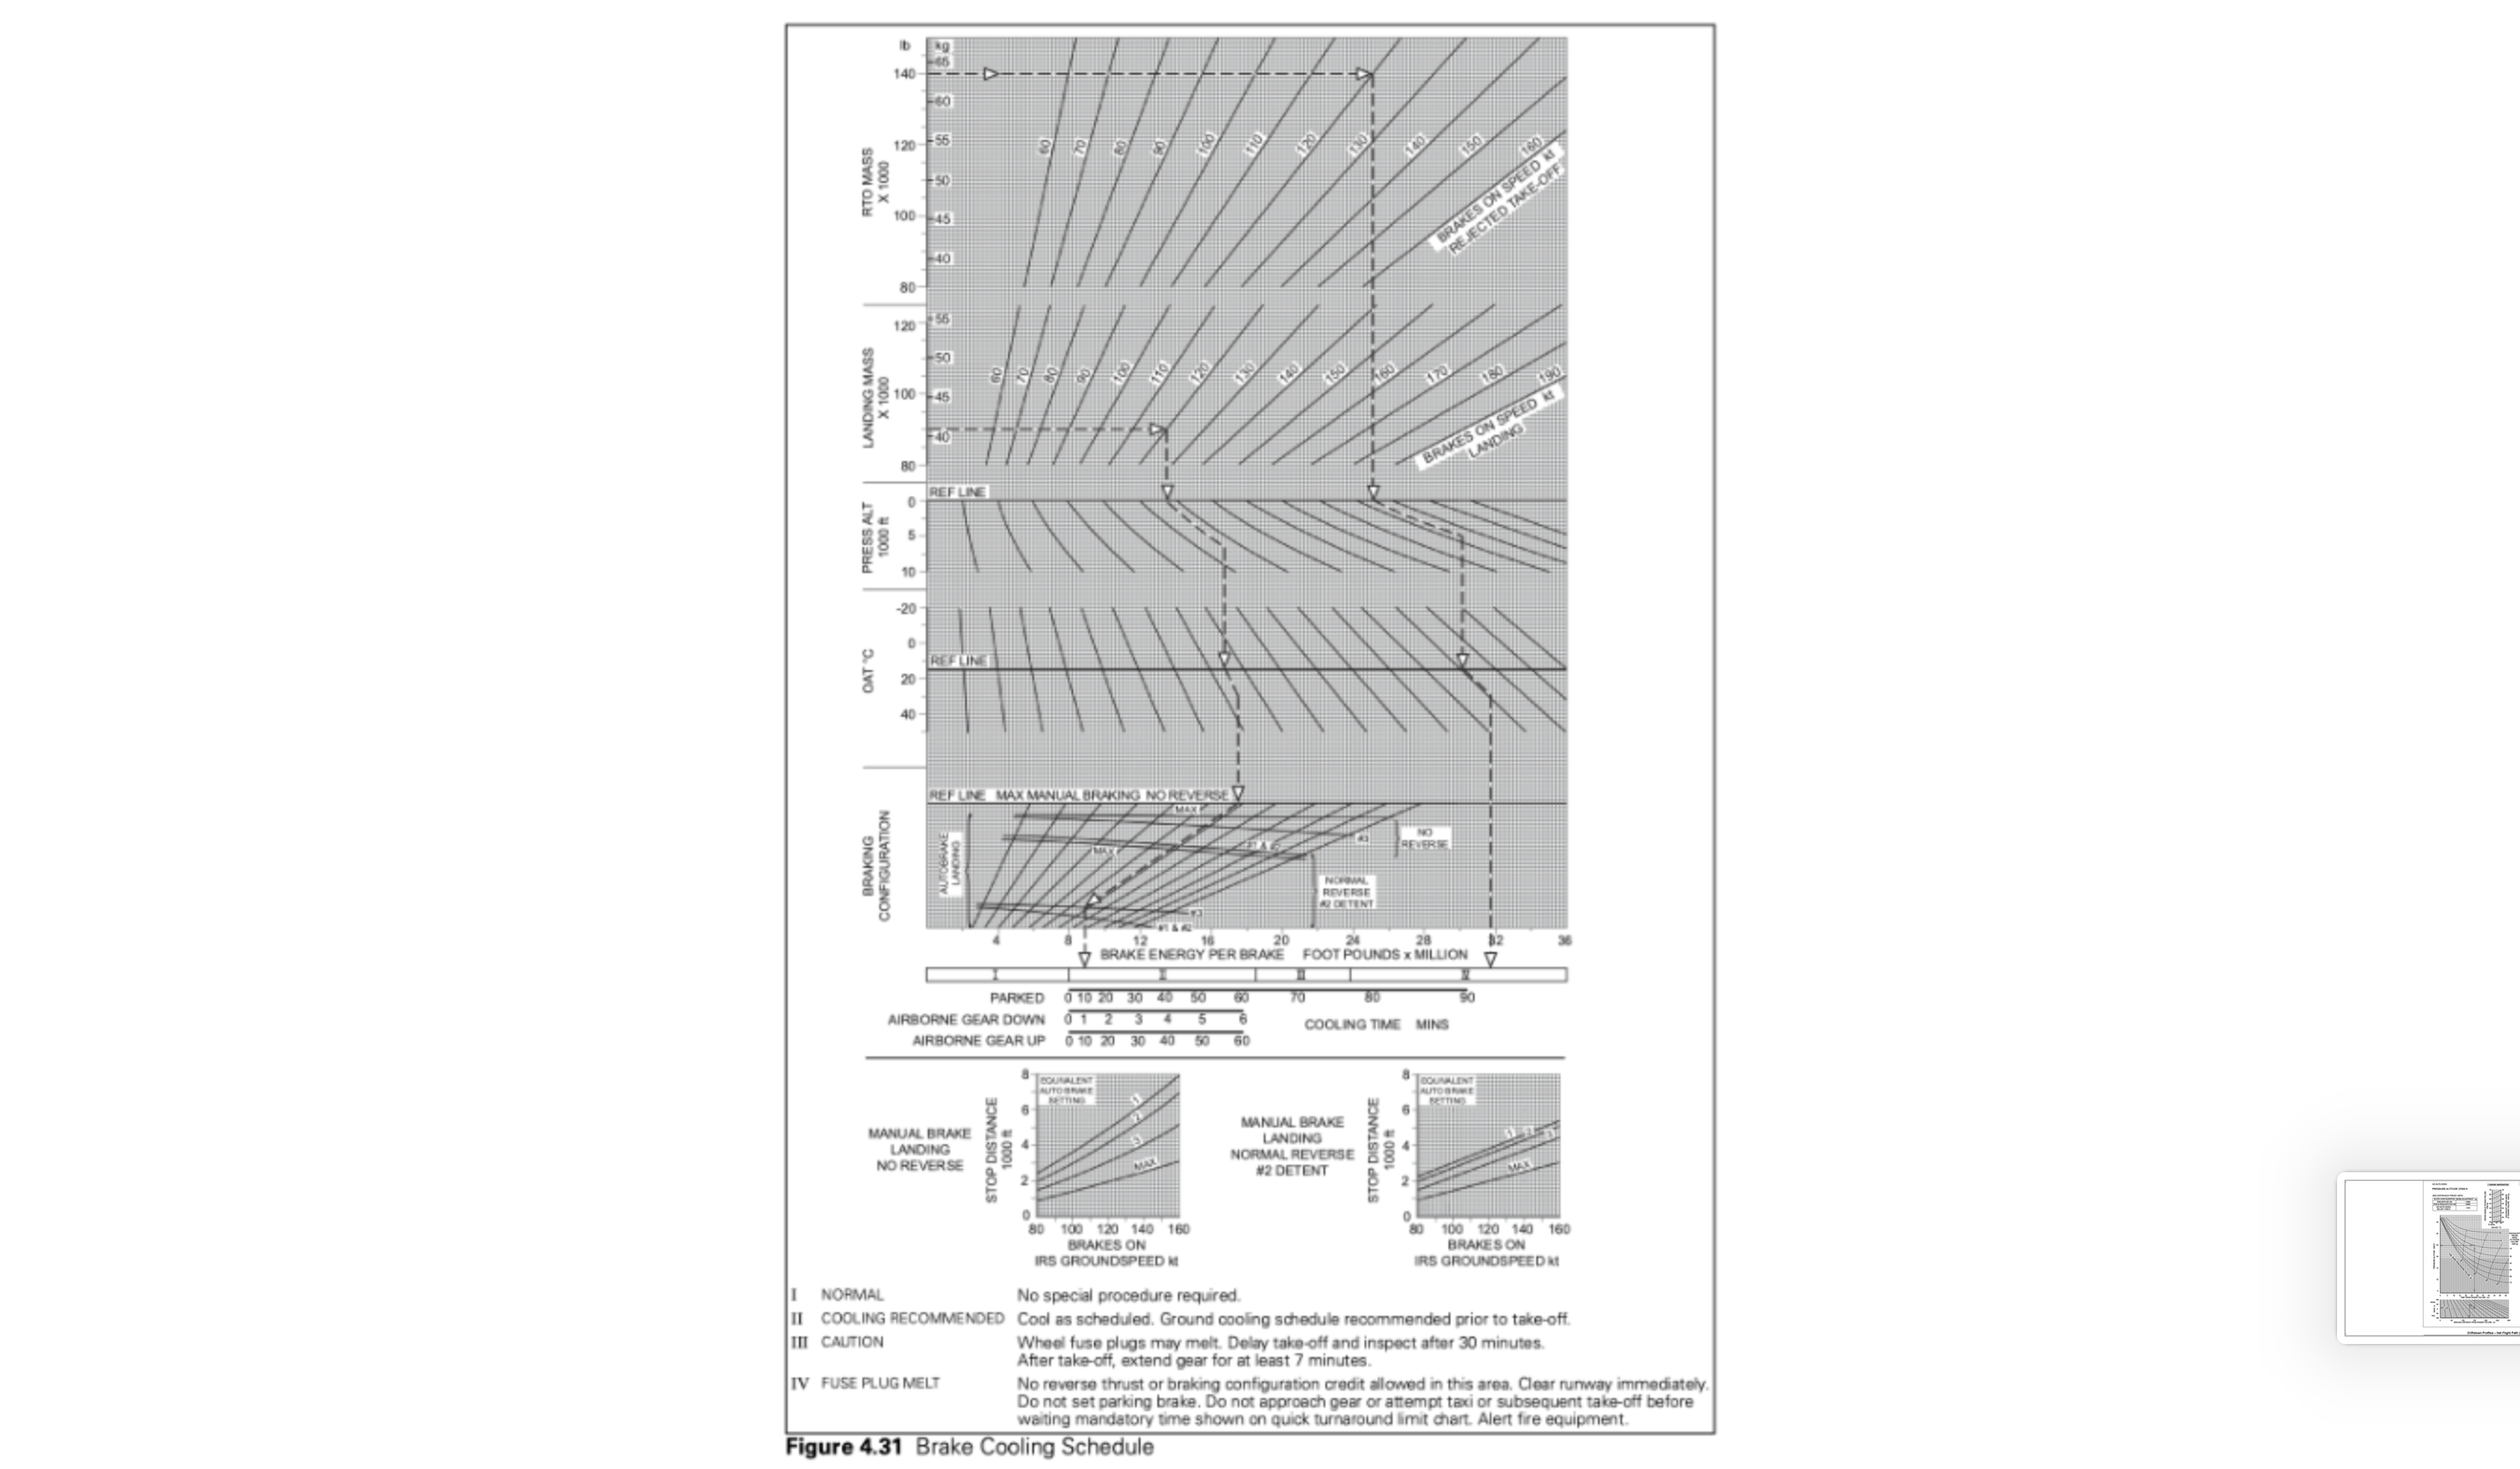 lb kg
65
140
60
120 55
RTO MASS
X 1000
50
100 45
40
80
60 70 80 90 100 110 120 130 140 150 160
BRAKES ON SPEED kt
REJECTED TAKE-OFF
120 55
50
LANDING MASS
X 1000
100 45
40
80
60 70 80 90 100 110 120 130 140 150 160 170 180 190
BRAKES ON SPEED kt
LANDING
REF LINE
PRESS ALT
1000 ft
0
5
10
OAT °C
-20
0
REF LINE
20
40
REF LINE MAX MANUAL BRAKING NO REVERSE
BRAKING
CONFIGURATION
AUTOBRAKE
LANDING
MAX
#3
NO
REVERSE
MAX
#1 & #2
NORMAL
REVERSE
#2 DETENT
#3
#1 & #2
4 8 12 16 20 24 28 32 36
BRAKE ENERGY PER BRAKE FOOT POUNDS x MILLION
I II III IV
PARKED 0 10 20 30 40 50 60 70 80 90
AIRBORNE GEAR DOWN 0 1 2 3 4 5 6
COOLING TIME MINS
AIRBORNE GEAR UP 0 10 20 30 40 50 60
MANUAL BRAKE
LANDING
NO REVERSE
STOP DISTANCE
1000 ft
8
6
4
2
0
EQUIVALENT
AUTO BRAKE
SETTING
1
2
3
MAX
80 100 120 140 160
BRAKES ON
IRS GROUNDSPEED kt
MANUAL BRAKE
LANDING
NORMAL REVERSE
#2 DETENT
STOP DISTANCE
1000 ft
8
6
4
2
0
EQUIVALENT
AUTO BRAKE
SETTING
1 2 3
MAX
80 100 120 140 160
BRAKES ON
IRS GROUNDSPEED kt
I NORMAL No special procedure required.
II COOLING RECOMMENDED Cool as scheduled. Ground cooling schedule recommended prior to take-off.
III CAUTION Wheel fuse plugs may melt. Delay take-off and inspect after 30 minutes.
After take-off, extend gear for at least 7 minutes.
IV FUSE PLUG MELT No reverse thrust or braking configuration credit allowed in this area. Clear runway immediately.
Do not set parking brake. Do not approach gear or attempt taxi or subsequent take-off before
waiting mandatory time shown on quick turnaround limit chart. Alert fire equipment.
Figure 4.31 Brake Cooling Schedule